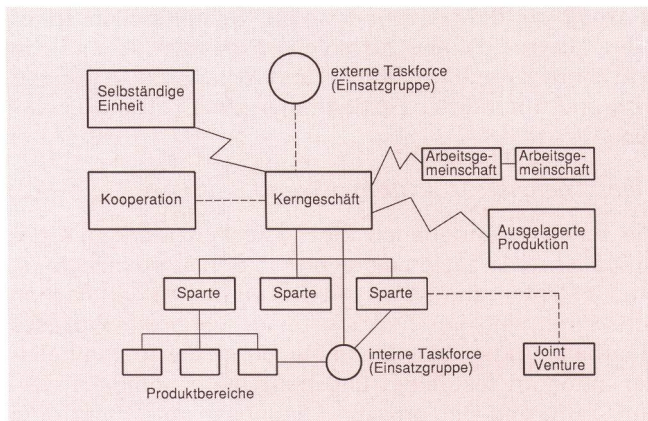 externe Taskforce
(Einsatzgruppe)
Selbständige
Einheit
Arbeitsge-
meinschaft
Arbeitsge-
meinschaft
Kooperation
Kerngeschäft
Ausgelagerte
Produktion
Sparte
Sparte
Sparte
interne Taskforce
(Einsatzgruppe)
Joint
Venture
Produktbereiche